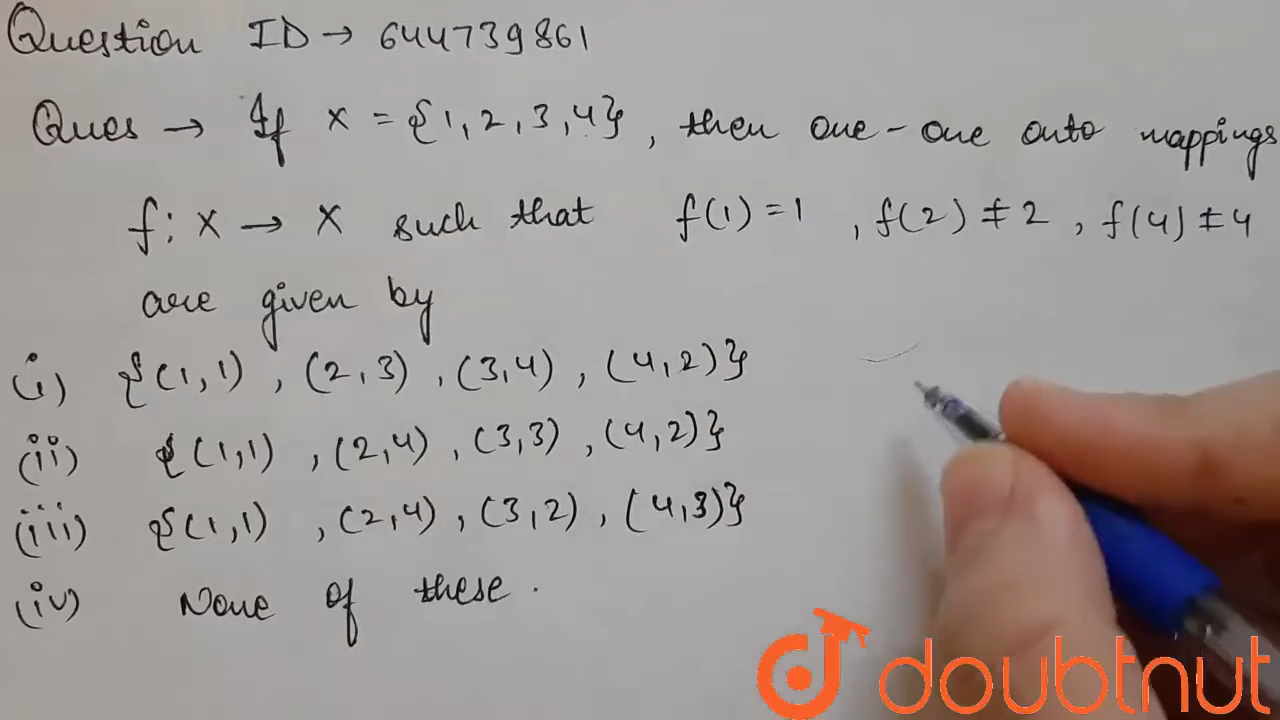 Question ID → 644739861
Ques → If x = {1, 2, 3, 4}, then one-one onto mappings
f: x → x such that f(1) = 1, f(2) ≠ 2, f(4) ≠ 4
are given by
(i) {(1,1), (2,3), (3,4), (4,2)}
(ii) {(1,1), (2,4), (3,3), (4,2)}
(iii) {(1,1), (2,4), (3,2), (4,3)}
(iv) None of these.
doubtnut